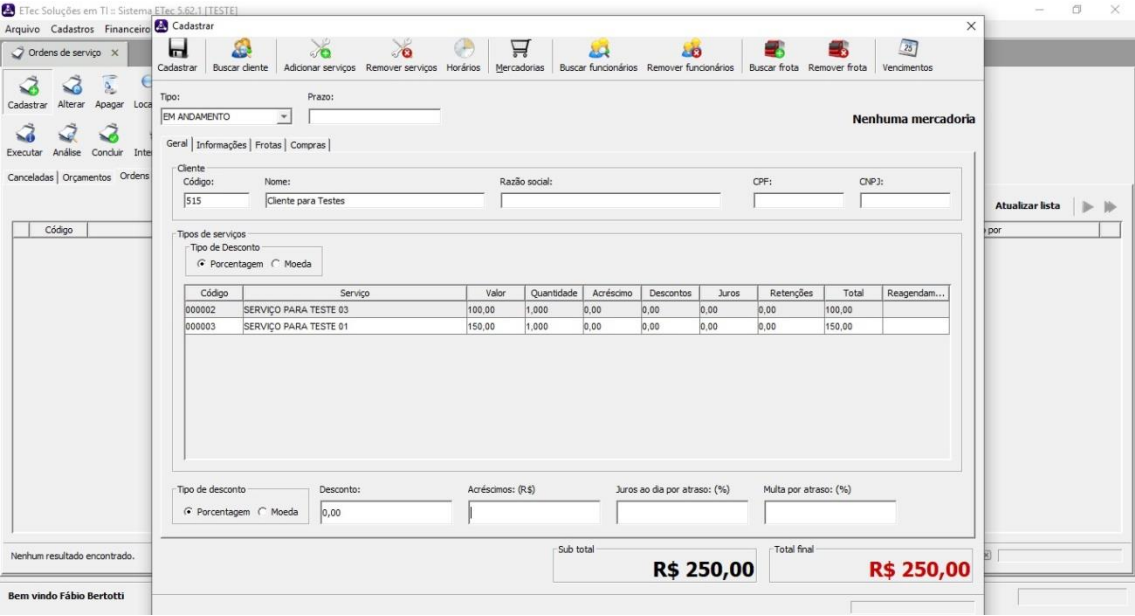 ETec Soluções em TI :: Sistema ETec 5.62.1 [TESTE]
Arquivo Cadastros Financeiro
Ordens de serviço
Cadastrar Alterar Apagar Loca
Executar Análise Concluir Inte
Canceladas Orçamentos Ordens
Código
Nenhum resultado encontrado.
Bem vindo Fábio Bertotti
Cadastrar
Cadastrar Buscar cliente Adicionar serviços Remover serviços Horários Mercadorias Buscar funcionários Remover funcionários Buscar frota Remover frota Vencimentos
Tipo: Prazo:
EM ANDAMENTO
Nenhuma mercadoria
Geral Informações Frotas Compras
Cliente
Código: Nome: Razão social: CPF: CNPJ:
515 Cliente para Testes
Tipos de serviços
Tipo de Desconto
Porcentagem Moeda
Código Serviço Valor Quantidade Acréscimo Descontos Juros Retenções Total Reagendam...
000002 SERVIÇO PARA TESTE 03 100,00 1,000 0,00 0,00 0,00 0,00 100,00
000003 SERVIÇO PARA TESTE 01 150,00 1,000 0,00 0,00 0,00 0,00 150,00
Tipo de desconto Desconto: Acréscimos: (R$) Juros ao dia por atraso: (%) Multa por atraso: (%)
Porcentagem Moeda 0,00
Sub total Total final
R$ 250,00 R$ 250,00
Atualizar lista
por